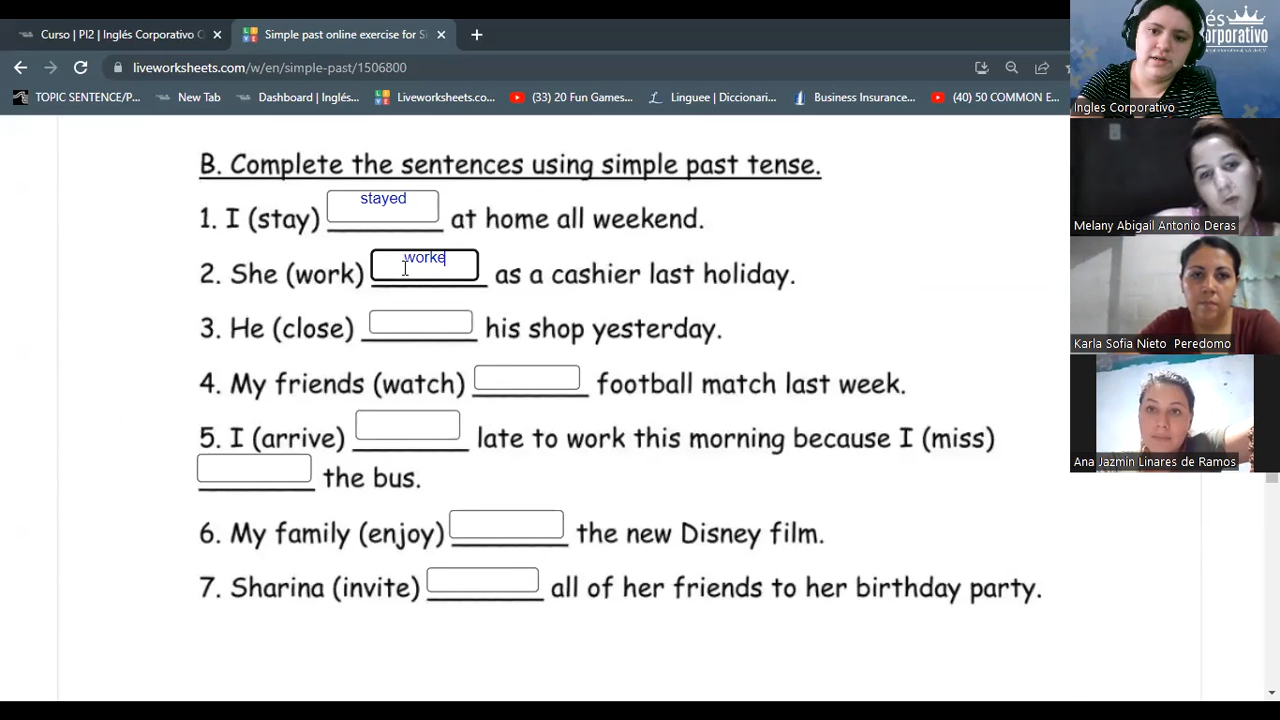 Curso | PI2 | Inglés Corporativo C
Simple past online exercise for S
liveworksheets.com/w/en/simple-past/1506800
TOPIC SENTENCE/P...
New Tab
Dashboard | Inglés...
Liveworksheets.co...
(33) 20 Fun Games...
Linguee | Diccionari...
Business Insurance...
(40) 50 COMMON E...
B. Complete the sentences using simple past tense.
1. I (stay) stayed at home all weekend.
2. She (work) worke as a cashier last holiday.
3. He (close) his shop yesterday.
4. My friends (watch) football match last week.
5. I (arrive) late to work this morning because I (miss)
the bus.
6. My family (enjoy) the new Disney film.
7. Sharina (invite) all of her friends to her birthday party.
Ingles Corporativo
Melany Abigail Antonio Deras
Karla Sofia Nieto Peredomo
Ana Jazmin Linares de Ramos